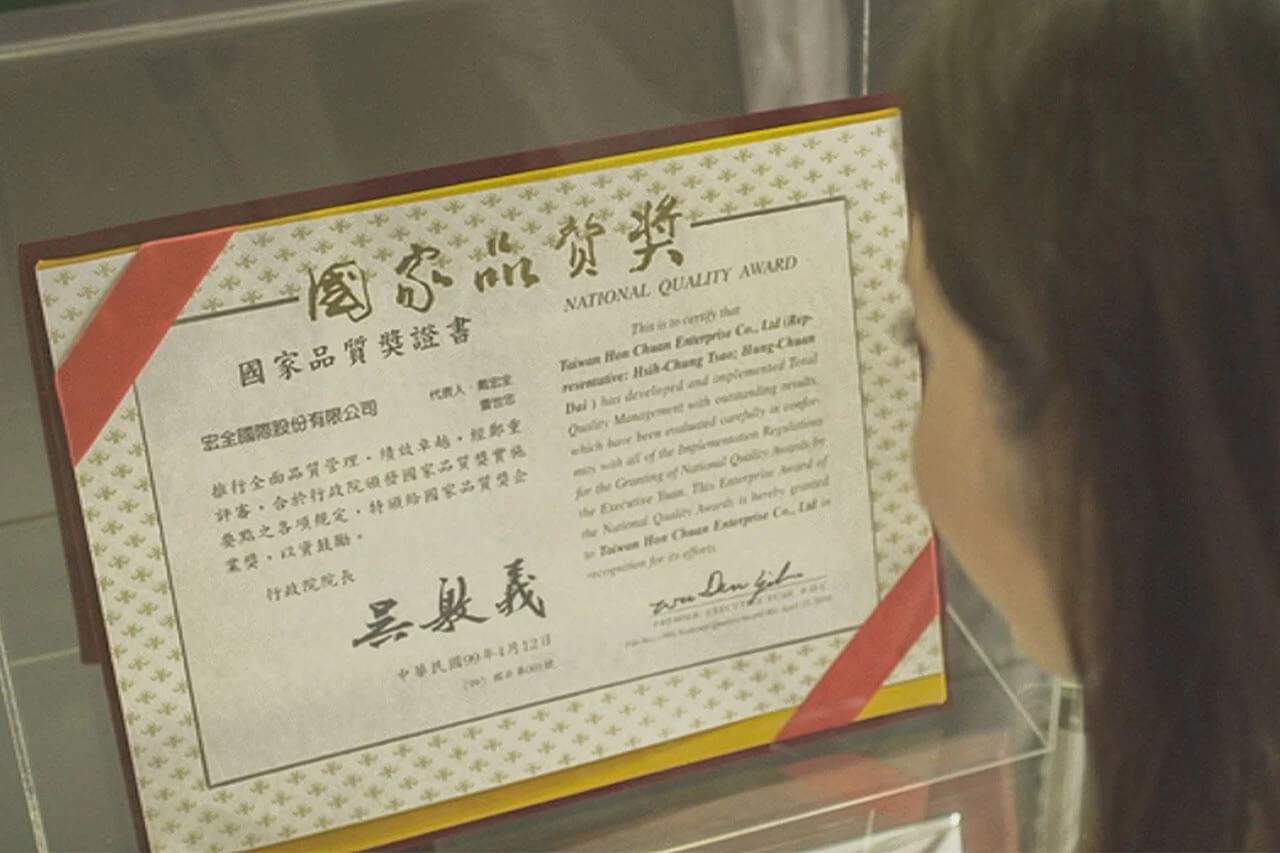 國家品質獎
國家品質獎證書
代表人：戴宏全
曹世忠
宏全國際股份有限公司
推行全面品質管理，績效卓越，經鄭重
評審，合於行政院頒發國家品質獎實施
要點之各項規定，特頒給國家品質獎企
業獎，以資鼓勵。
行政院院長
吳敦義
中華民國99年4月12日
NATIONAL QUALITY AWARD
This is to certify that
Taiwan Hon Chuan Enterprise Co., Ltd (Rep-
resentative: Hsih-Chung Tsao; Hung-Chuan
Dai ) has developed and implemented Total
Quality Management with outstanding results,
which have been evaluated carefully in confor-
mity with all of the Implementation Regulations
for the Granting of National Quality Awards by
the Executive Yuan. This Enterprise Award of
the National Quality Awards is hereby granted
to Taiwan Hon Chuan Enterprise Co., Ltd in
recognition for its efforts.
Wu Den-yih
PREMIER, EXECUTIVE YUAN, R.O.C.